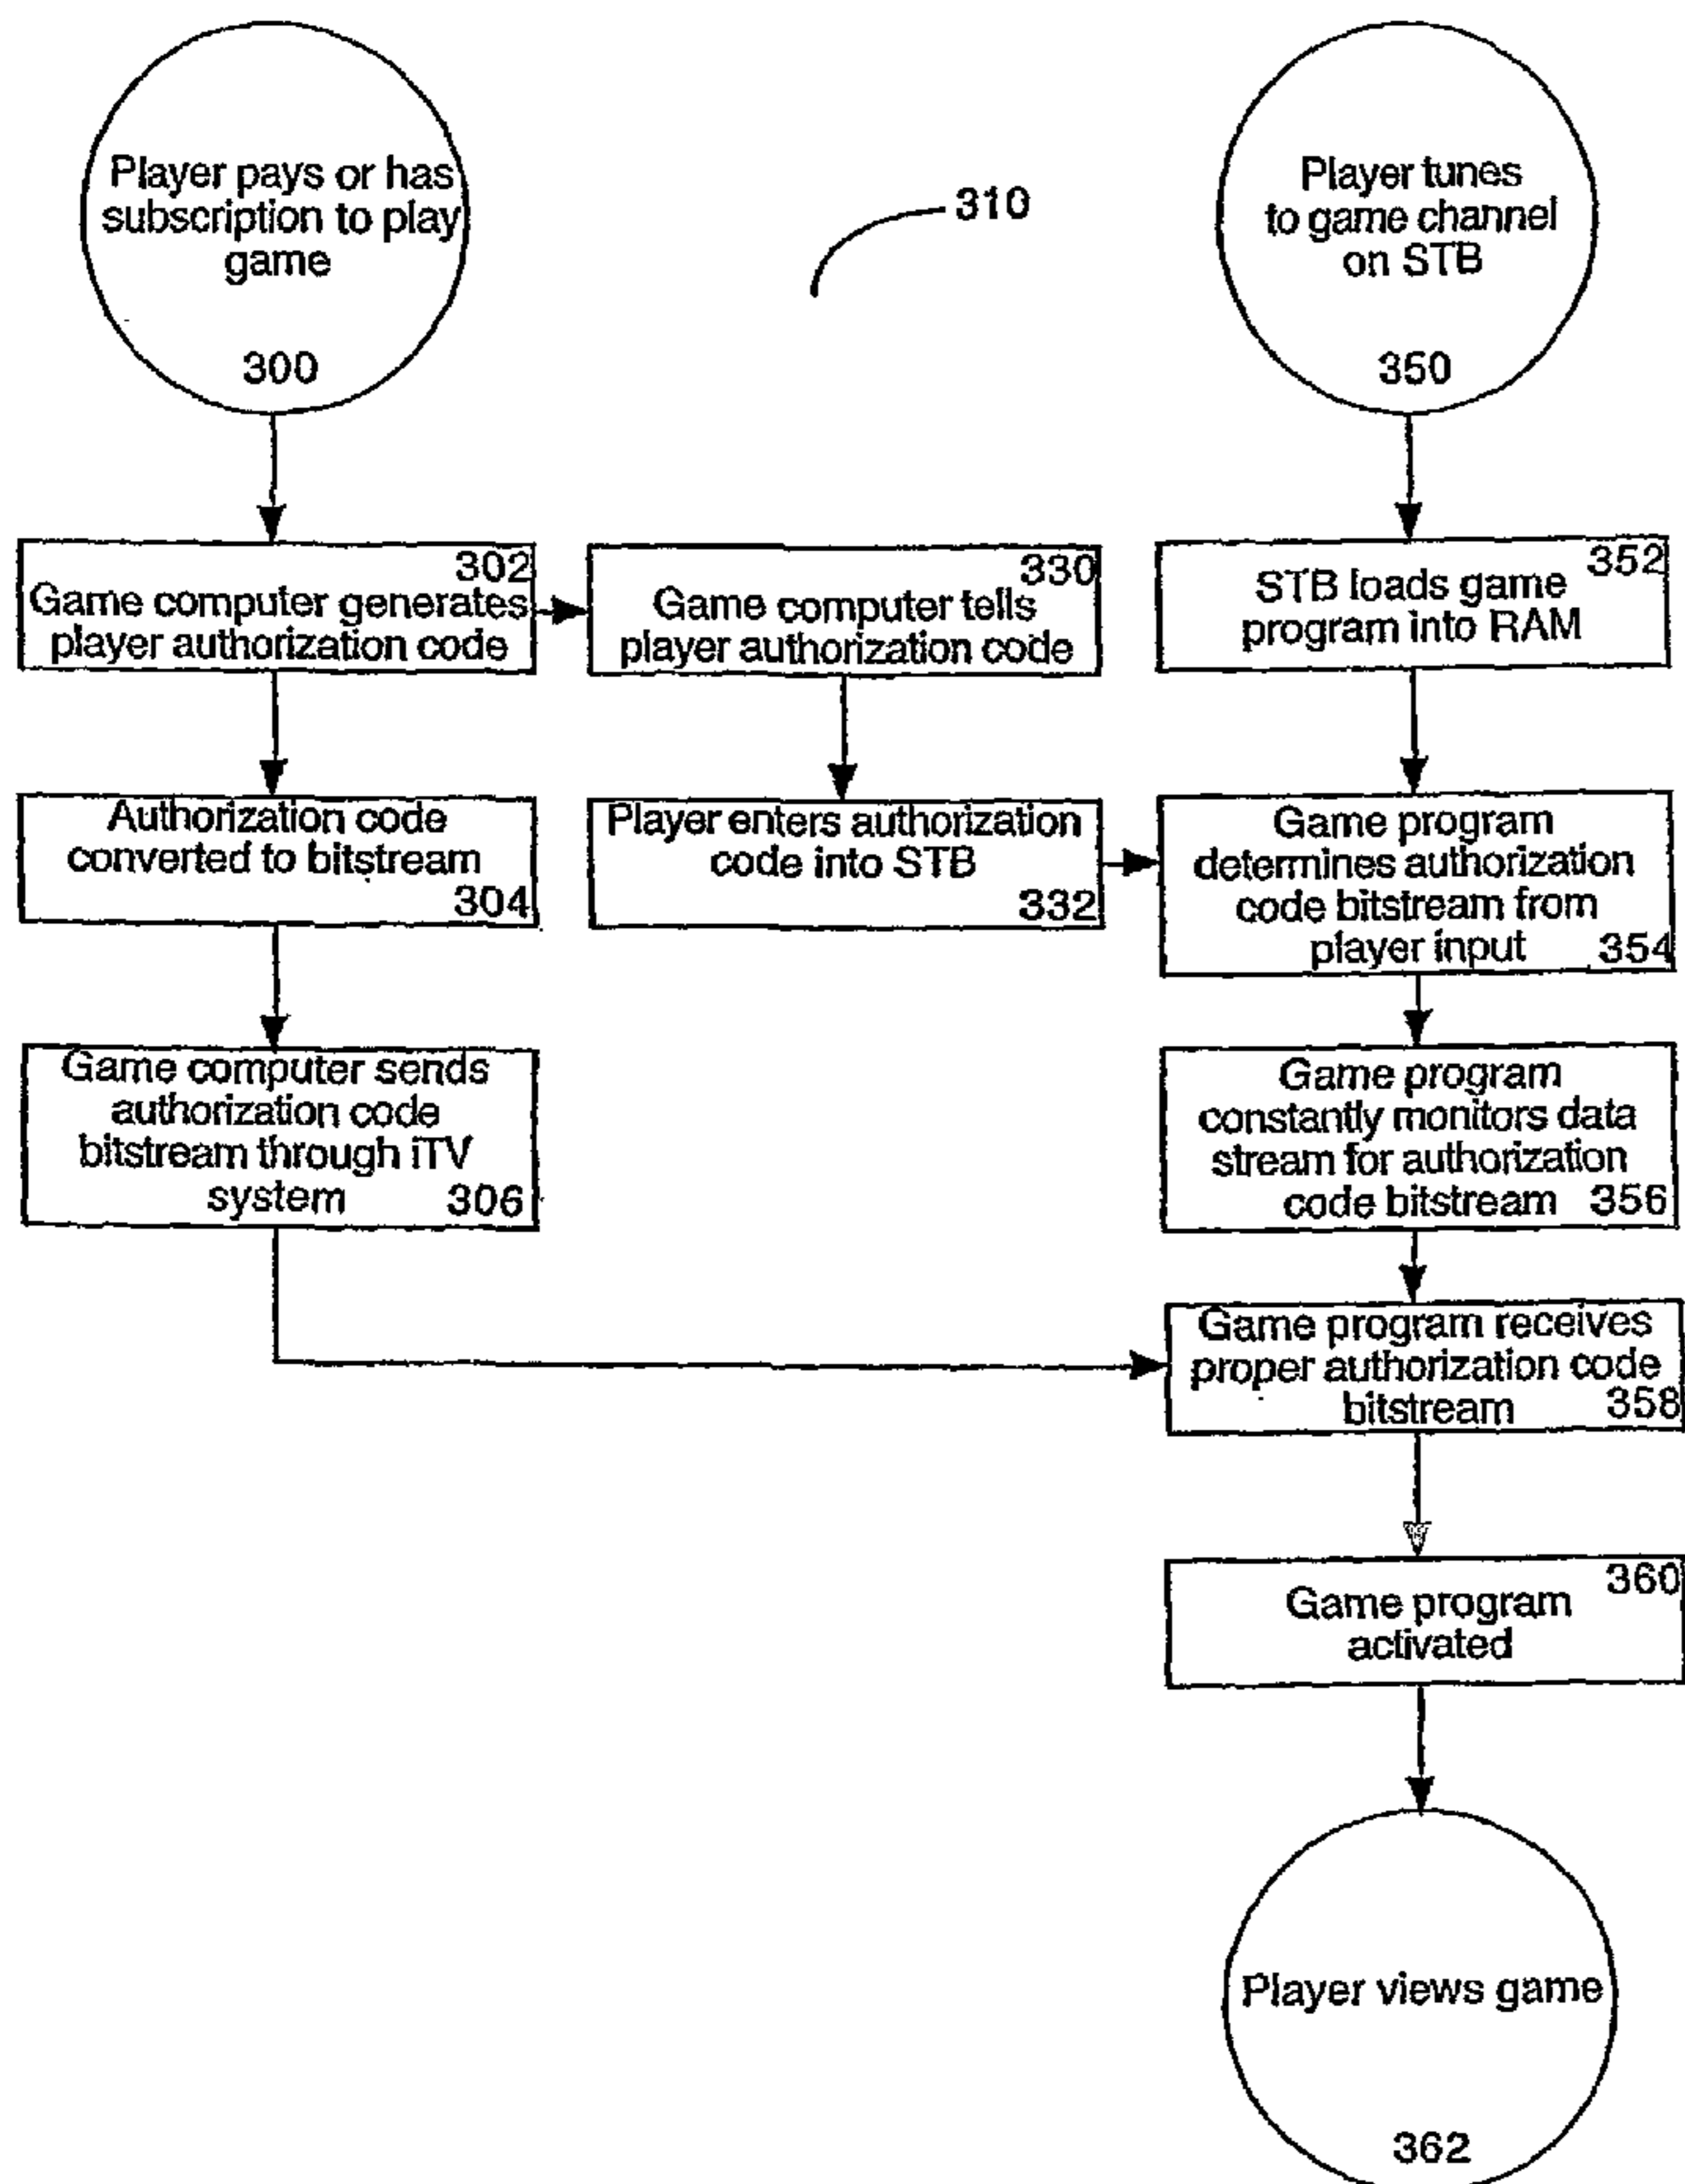 Player pays or has
subscription to play
game
300
310
Player tunes
to game channel
on STB
350
302
Game computer generates
player authorization code
330
Game computer tells
player authorization code
352
STB loads game
program into RAM
Authorization code
converted to bitstream
304
Player enters authorization
code into STB
332
Game program
determines authorization
code bitstream from
player input 354
Game computer sends
authorization code
bitstream through iTV
system 306
Game program
constantly monitors data
stream for authorization
code bitstream 356
Game program receives
proper authorization code
bitstream 358
360
Game program
activated
Player views game
362